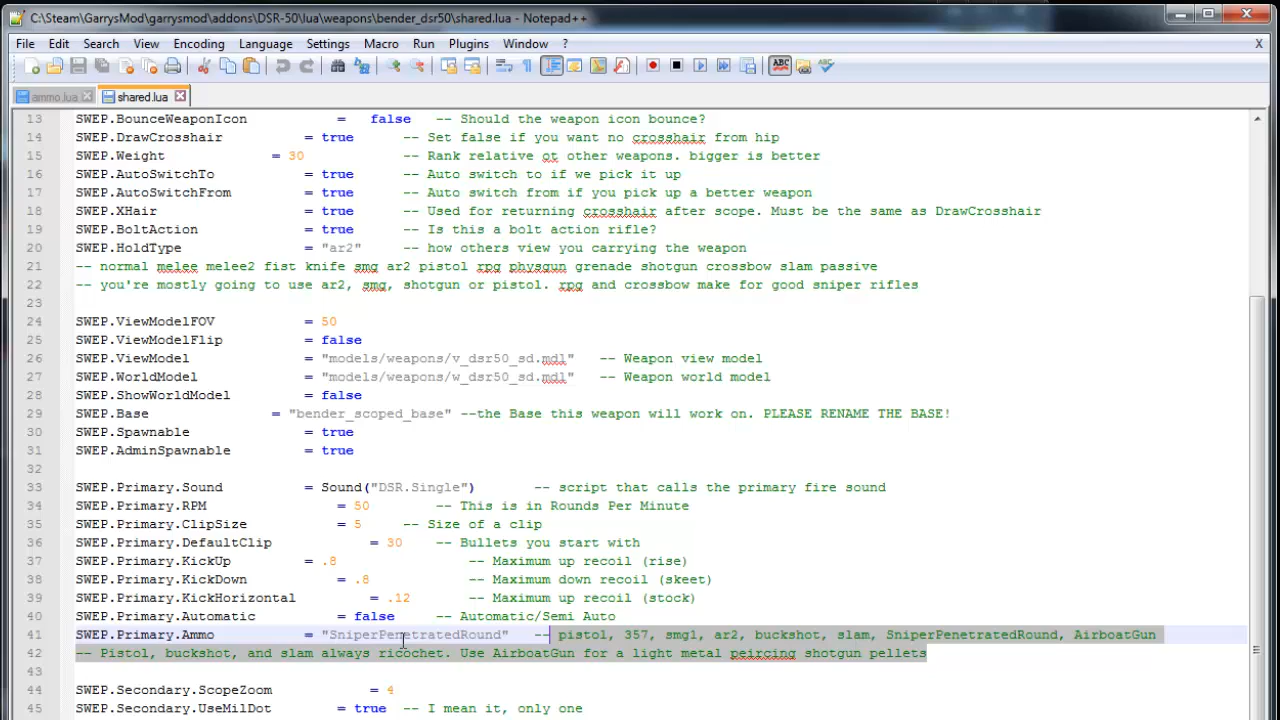 C:\Steam\GarrysMod\garrysmod\addons\DSR-50\lua\weapons\bender_dsr50\shared.lua - Notepad++
File Edit Search View Encoding Language Settings Macro Run Plugins Window ? X
ammo.lua shared.lua
13 SWEP.BounceWeaponIcon = false -- Should the weapon icon bounce?
14 SWEP.DrawCrosshair = true -- Set false if you want no crosshair from hip
15 SWEP.Weight = 30 -- Rank relative ot other weapons. bigger is better
16 SWEP.AutoSwitchTo = true -- Auto switch to if we pick it up
17 SWEP.AutoSwitchFrom = true -- Auto switch from if you pick up a better weapon
18 SWEP.XHair = true -- Used for returning crosshair after scope. Must be the same as DrawCrosshair
19 SWEP.BoltAction = true -- Is this a bolt action rifle?
20 SWEP.HoldType = "ar2" -- how others view you carrying the weapon
21 -- normal melee melee2 fist knife smg ar2 pistol rpg physgun grenade shotgun crossbow slam passive
22 -- you're mostly going to use ar2, smg, shotgun or pistol. rpg and crossbow make for good sniper rifles
23
24 SWEP.ViewModelFOV = 50
25 SWEP.ViewModelFlip = false
26 SWEP.ViewModel = "models/weapons/v_dsr50_sd.mdl" -- Weapon view model
27 SWEP.WorldModel = "models/weapons/w_dsr50_sd.mdl" -- Weapon world model
28 SWEP.ShowWorldModel = false
29 SWEP.Base = "bender_scoped_base" --the Base this weapon will work on. PLEASE RENAME THE BASE!
30 SWEP.Spawnable = true
31 SWEP.AdminSpawnable = true
32
33 SWEP.Primary.Sound = Sound("DSR.Single") -- script that calls the primary fire sound
34 SWEP.Primary.RPM = 50 -- This is in Rounds Per Minute
35 SWEP.Primary.ClipSize = 5 -- Size of a clip
36 SWEP.Primary.DefaultClip = 30 -- Bullets you start with
37 SWEP.Primary.KickUp = .8 -- Maximum up recoil (rise)
38 SWEP.Primary.KickDown = .8 -- Maximum down recoil (skeet)
39 SWEP.Primary.KickHorizontal = .12 -- Maximum up recoil (stock)
40 SWEP.Primary.Automatic = false -- Automatic/Semi Auto
41 SWEP.Primary.Ammo = "SniperPenetratedRound" -- pistol, 357, smg1, ar2, buckshot, slam, SniperPenetratedRound, AirboatGun
42 -- Pistol, buckshot, and slam always ricochet. Use AirboatGun for a light metal peircing shotgun pellets
43
44 SWEP.Secondary.ScopeZoom = 4
45 SWEP.Secondary.UseMilDot = true -- I mean it, only one